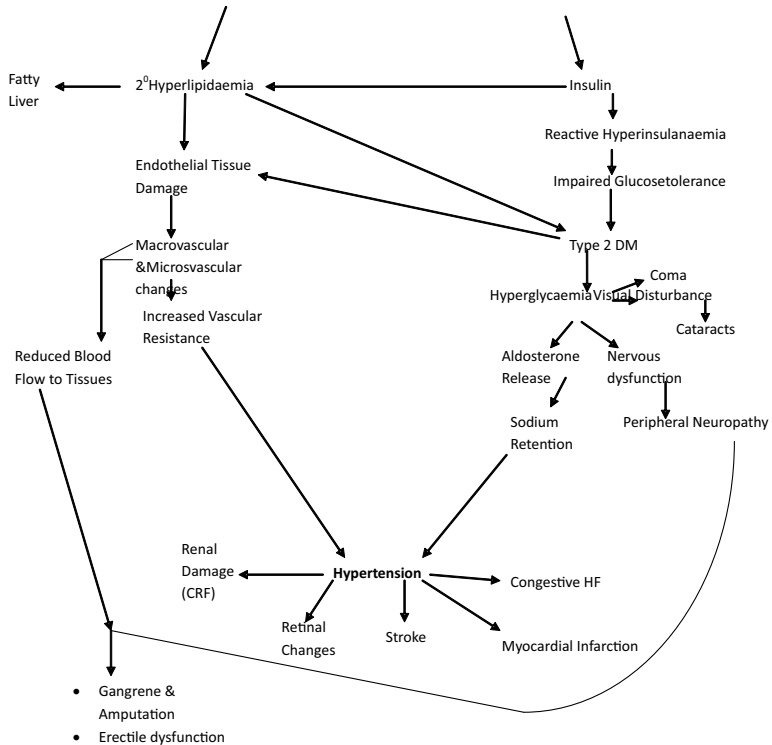 Fatty
Liver
2⁰Hyperlipidaemia
Insulin
Reactive Hyperinsulanaemia
Endothelial Tissue
Damage
Impaired Glucosetolerance
Macrovascular
&Microsvascular
changes
Type 2 DM
Coma
HyperglycaemiaVisual Disturbance
Increased Vascular
Resistance
Cataracts
Reduced Blood
Flow to Tissues
Aldosterone
Release
Nervous
dysfunction
Sodium
Retention
Peripheral Neuropathy
Renal
Damage
(CRF)
Hypertension
Congestive HF
Retinal
Changes
Stroke
Myocardial Infarction
• Gangrene &
Amputation
• Erectile dysfunction